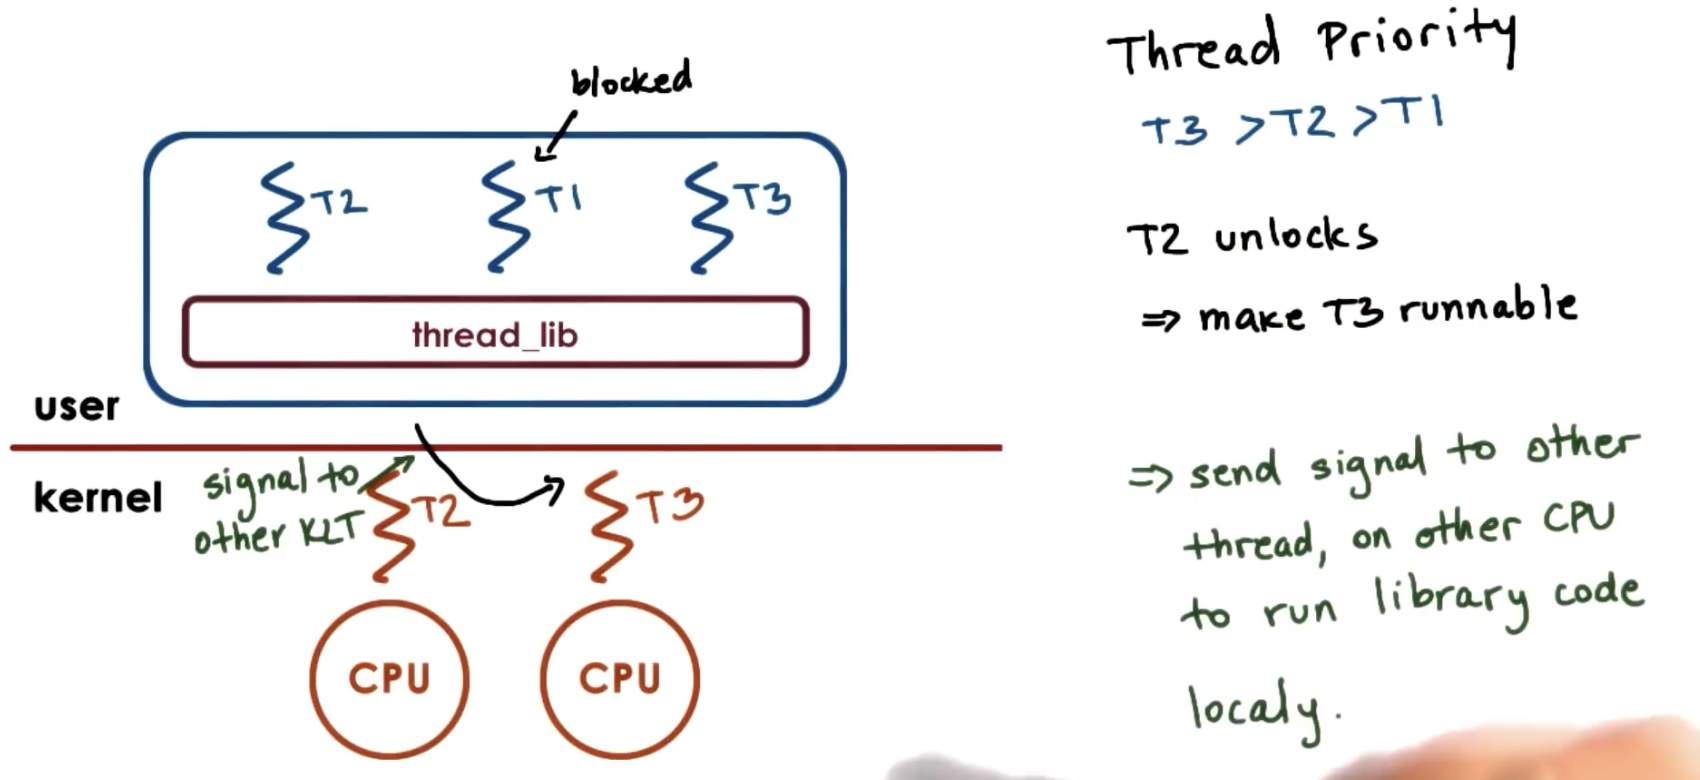 blocked
T2
T1
T3
thread_lib
user
kernel
signal to
other KLT
T2
T3
CPU
CPU
Thread Priority
T3 > T2 > T1
T2 unlocks
⇒ make T3 runnable
⇒ send signal to other
thread, on other CPU
to run library code
localy.